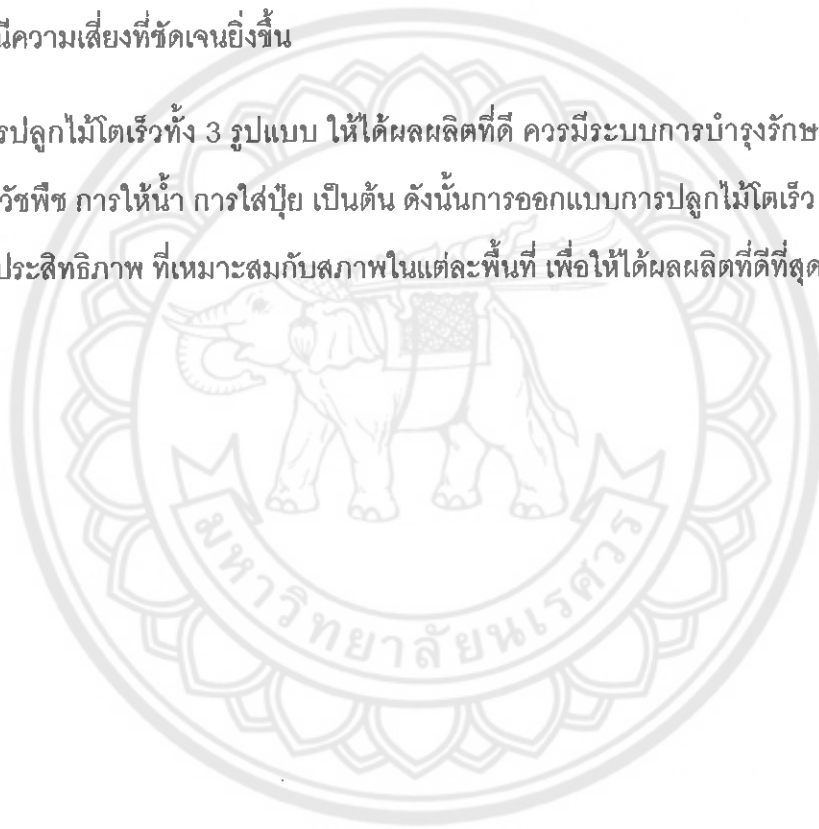 ความเสี่ยงที่ชัดเจนยิ่งขึ้น
ปลูกไม้โตเร็วทั้ง 3 รูปแบบ ให้ได้ผลผลิตที่ดี ควรมีระบบการบำรุงรักษ
วัชพืช การให้น้ำ การใส่ปุ๋ย เป็นต้น ดังนั้นการออกแบบการปลูกไม้โตเร็ว
ประสิทธิภาพ ที่เหมาะสมกับสภาพในแต่ละพื้นที่ เพื่อให้ได้ผลผลิตที่ดีที่สุด
มหาวิทยาลัยนเรศวร